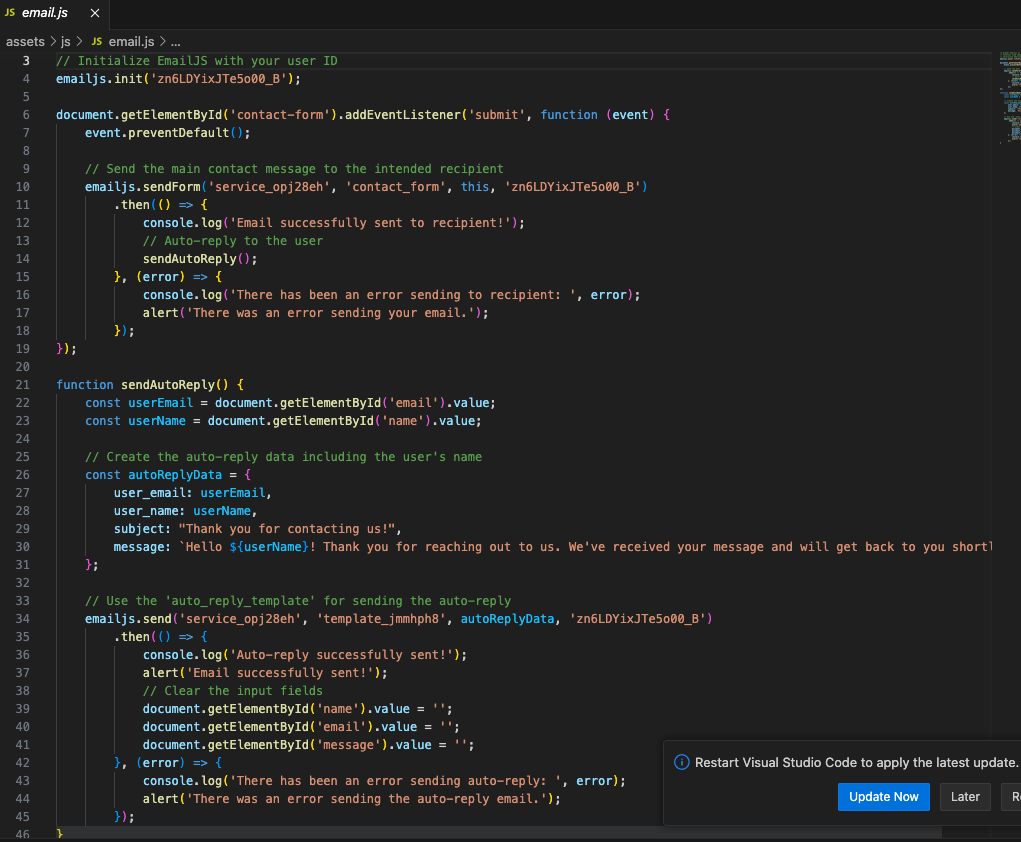 JS email.js ×
assets > js > JS email.js > ...
3 // Initialize EmailJS with your user ID
4 emailjs.init('zn6LDYixJTe5o00_B');
5
6 document.getElementById('contact-form').addEventListener('submit', function (event) {
7     event.preventDefault();
8
9     // Send the main contact message to the intended recipient
10     emailjs.sendForm('service_opj28eh', 'contact_form', this, 'zn6LDYixJTe5o00_B')
11         .then(() => {
12             console.log('Email successfully sent to recipient!');
13             // Auto-reply to the user
14             sendAutoReply();
15         }, (error) => {
16             console.log('There has been an error sending to recipient: ', error);
17             alert('There was an error sending your email.');
18         });
19 });
20
21 function sendAutoReply() {
22     const userEmail = document.getElementById('email').value;
23     const userName = document.getElementById('name').value;
24
25     // Create the auto-reply data including the user's name
26     const autoReplyData = {
27         user_email: userEmail,
28         user_name: userName,
29         subject: "Thank you for contacting us!",
30         message: `Hello ${userName}! Thank you for reaching out to us. We've received your message and will get back to you shortl
31     };
32
33     // Use the 'auto_reply_template' for sending the auto-reply
34     emailjs.send('service_opj28eh', 'template_jmmhph8', autoReplyData, 'zn6LDYixJTe5o00_B')
35         .then(() => {
36             console.log('Auto-reply successfully sent!');
37             alert('Email successfully sent!');
38             // Clear the input fields
39             document.getElementById('name').value = '';
40             document.getElementById('email').value = '';
41             document.getElementById('message').value = '';
42         }, (error) => {
43             console.log('There has been an error sending auto-reply: ', error);
44             alert('There was an error sending the auto-reply email.');
45         });
46 }
Restart Visual Studio Code to apply the latest update.
Update Now Later